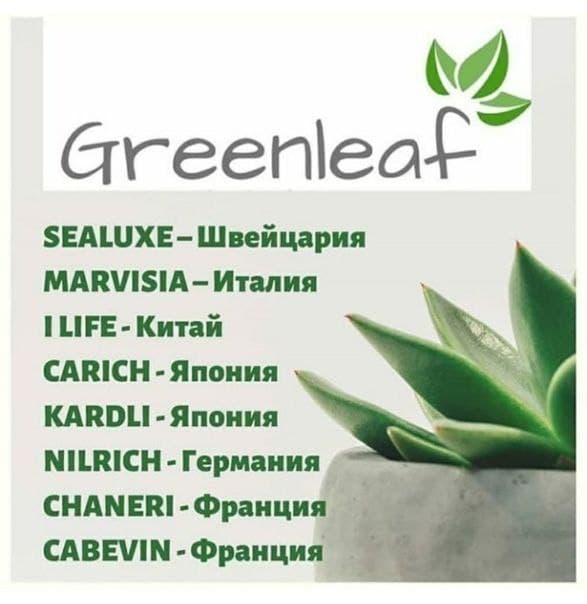 Greenleaf
SEALUXE – Швейцария
MARVISIA – Италия
I LIFE - Китай
CARICH - Япония
KARDLI - Япония
NILRICH - Германия
CHANERI - Франция
CABEVIN - Франция